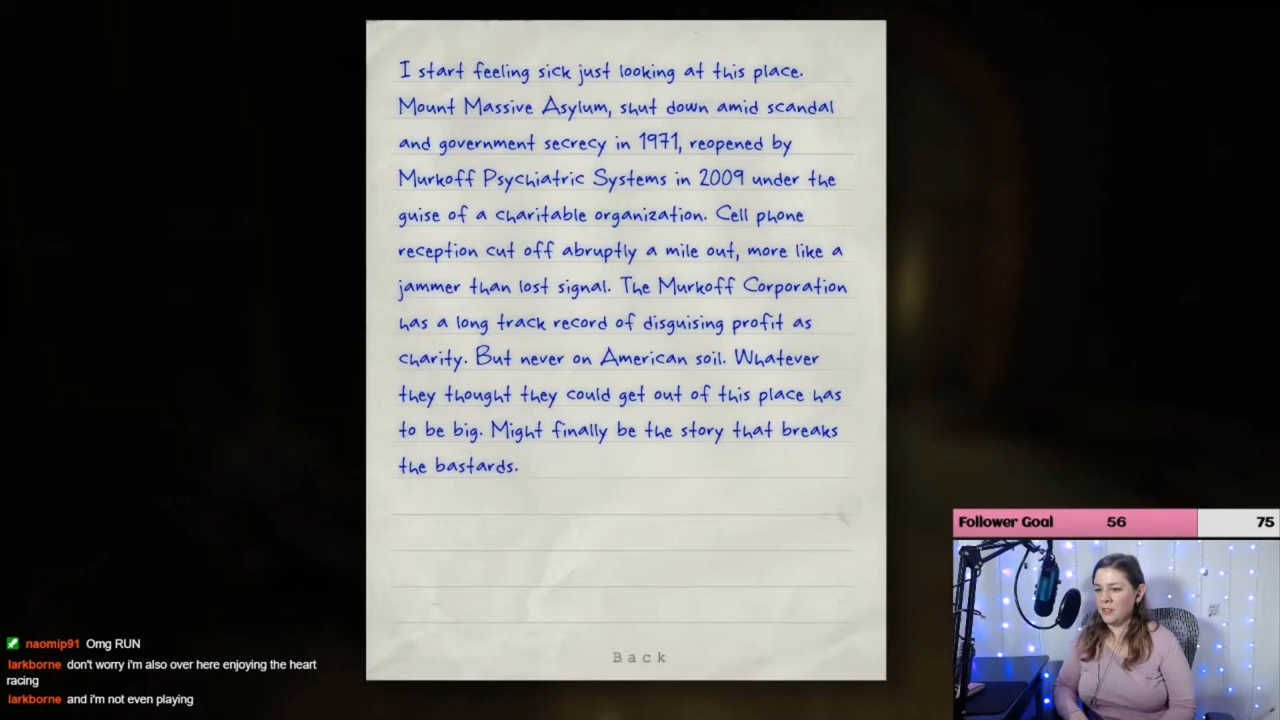 I start feeling sick just looking at this place.
Mount Massive Asylum, shut down amid scandal
and government secrecy in 1971, reopened by
Murkoff Psychiatric Systems in 2009 under the
guise of a charitable organization. Cell phone
reception cut off abruptly a mile out, more like a
jammer than lost signal. The Murkoff Corporation
has a long track record of disguising profit as
charity. But never on American soil. Whatever
they thought they could get out of this place has
to be big. Might finally be the story that breaks
the bastards.
Back
Follower Goal 56 75
naomip91 Omg RUN
larkborne don't worry i'm also over here enjoying the heart
racing
larkborne and i'm not even playing